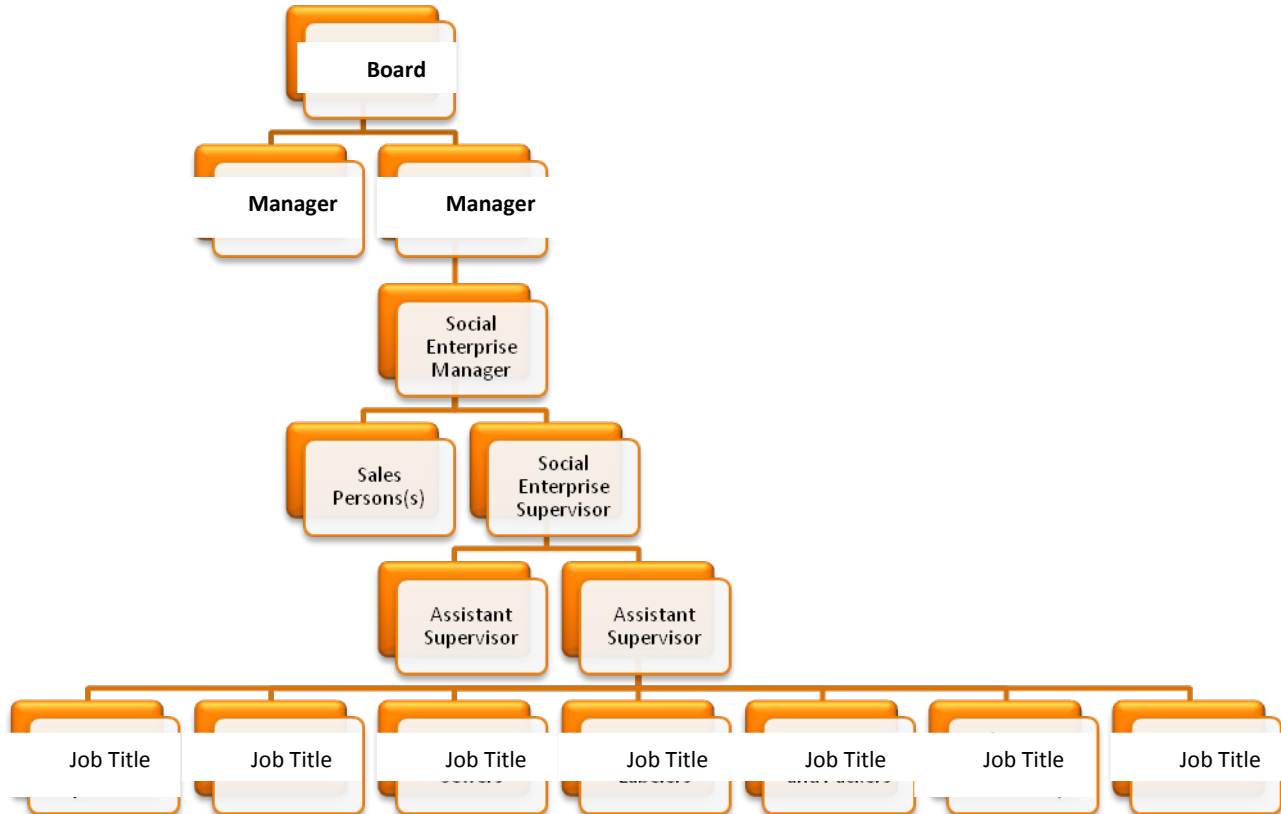 Board
Manager
Manager
Social
Enterprise
Manager
Sales
Persons(s)
Social
Enterprise
Supervisor
Assistant
Supervisor
Assistant
Supervisor
Job Title
Job Title
Job Title
Job Title
Job Title
Job Title
Job Title